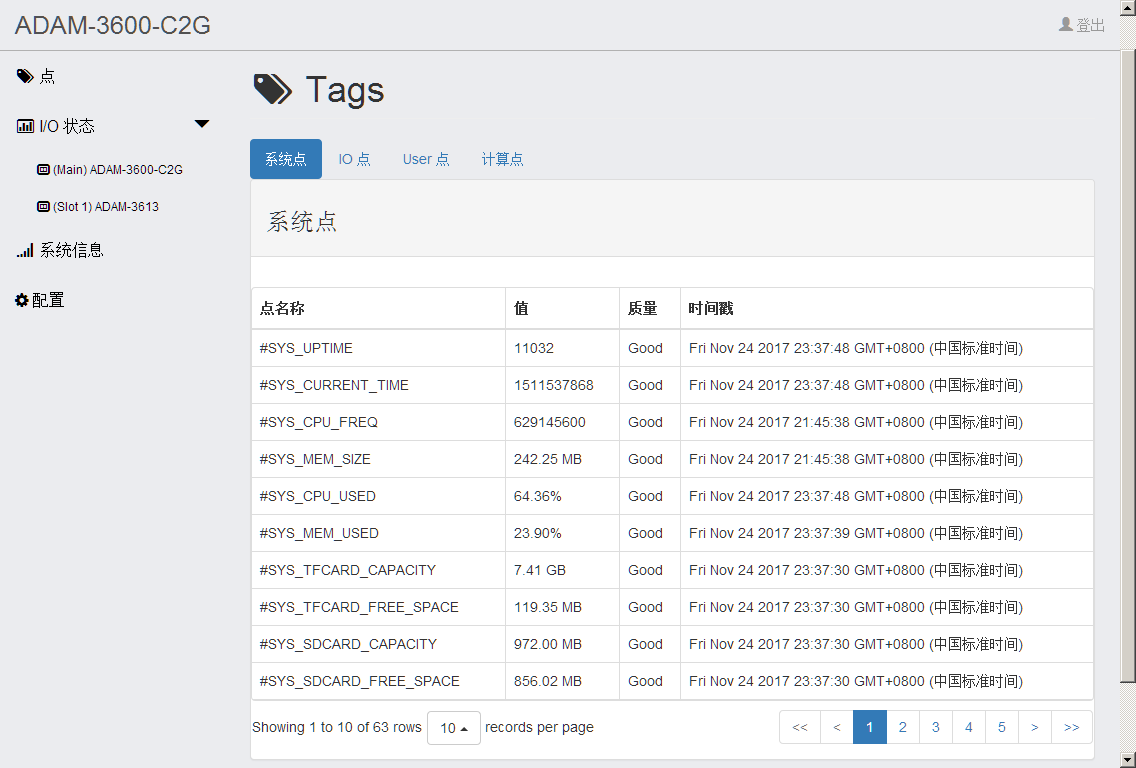 ADAM-3600-C2G
登出
点
I/O 状态
(Main) ADAM-3600-C2G
(Slot 1) ADAM-3613
系统信息
配置
Tags
系统点 IO 点 User 点 计算点
系统点
点名称 值 质量 时间戳
#SYS_UPTIME 11032 Good Fri Nov 24 2017 23:37:48 GMT+0800 (中国标准时间)
#SYS_CURRENT_TIME 1511537868 Good Fri Nov 24 2017 23:37:48 GMT+0800 (中国标准时间)
#SYS_CPU_FREQ 629145600 Good Fri Nov 24 2017 21:45:38 GMT+0800 (中国标准时间)
#SYS_MEM_SIZE 242.25 MB Good Fri Nov 24 2017 21:45:38 GMT+0800 (中国标准时间)
#SYS_CPU_USED 64.36% Good Fri Nov 24 2017 23:37:48 GMT+0800 (中国标准时间)
#SYS_MEM_USED 23.90% Good Fri Nov 24 2017 23:37:39 GMT+0800 (中国标准时间)
#SYS_TFCARD_CAPACITY 7.41 GB Good Fri Nov 24 2017 23:37:30 GMT+0800 (中国标准时间)
#SYS_TFCARD_FREE_SPACE 119.35 MB Good Fri Nov 24 2017 23:37:30 GMT+0800 (中国标准时间)
#SYS_SDCARD_CAPACITY 972.00 MB Good Fri Nov 24 2017 23:37:30 GMT+0800 (中国标准时间)
#SYS_SDCARD_FREE_SPACE 856.02 MB Good Fri Nov 24 2017 23:37:30 GMT+0800 (中国标准时间)
Showing 1 to 10 of 63 rows 10 records per page << < 1 2 3 4 5 > >>